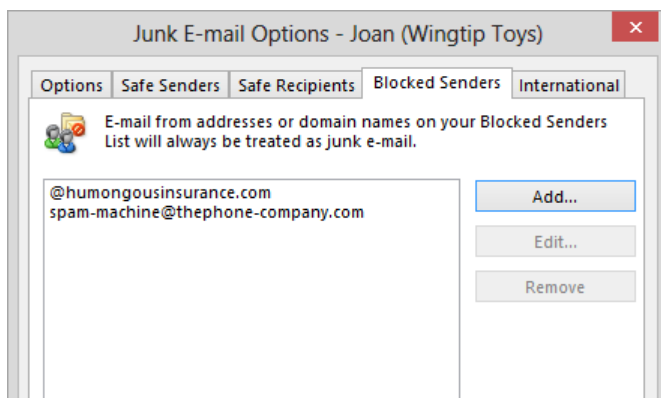 Junk E-mail Options - Joan (Wingtip Toys)
Options
Safe Senders
Safe Recipients
Blocked Senders
International
E-mail from addresses or domain names on your Blocked Senders
List will always be treated as junk e-mail.
@humongousinsurance.com
spam-machine@thephone-company.com
Add...
Edit...
Remove